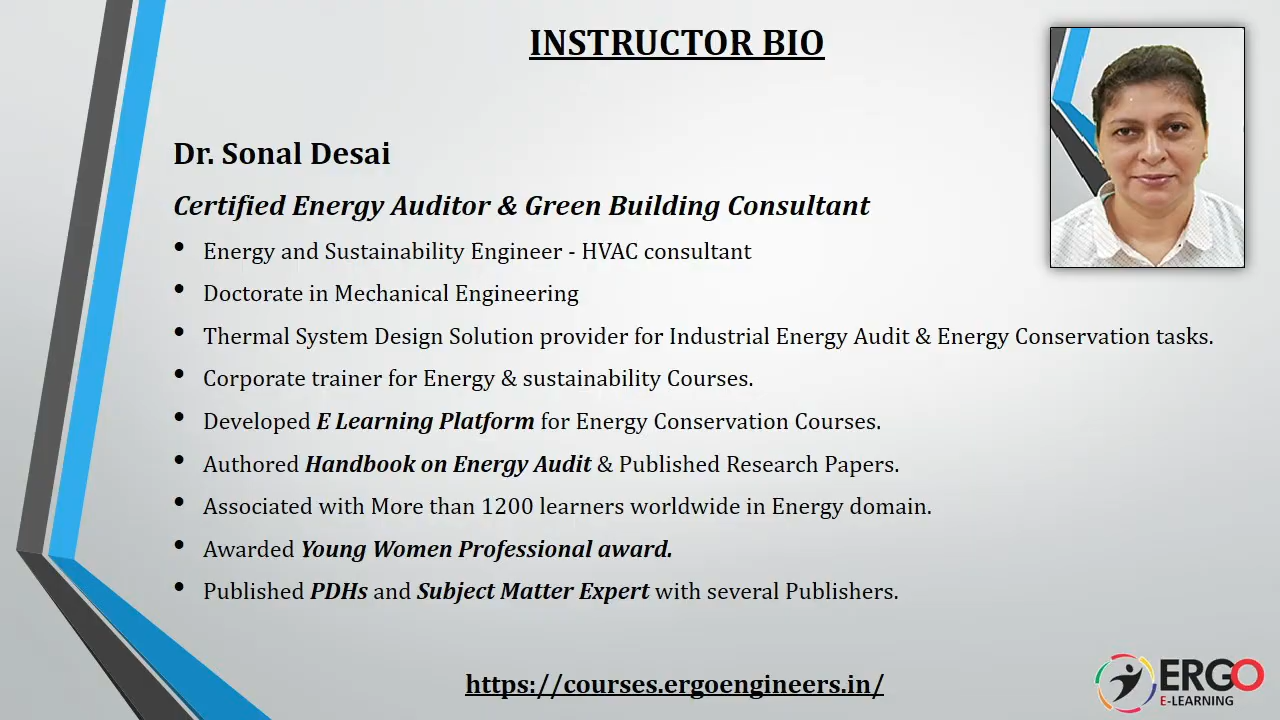 INSTRUCTOR BIO
Dr. Sonal Desai
Certified Energy Auditor & Green Building Consultant
• Energy and Sustainability Engineer - HVAC consultant
• Doctorate in Mechanical Engineering
• Thermal System Design Solution provider for Industrial Energy Audit & Energy Conservation tasks.
• Corporate trainer for Energy & sustainability Courses.
• Developed E Learning Platform for Energy Conservation Courses.
• Authored Handbook on Energy Audit & Published Research Papers.
• Associated with More than 1200 learners worldwide in Energy domain.
• Awarded Young Women Professional award.
• Published PDHs and Subject Matter Expert with several Publishers.
https://courses.ergoengineers.in/
ERGO
E-LEARNING